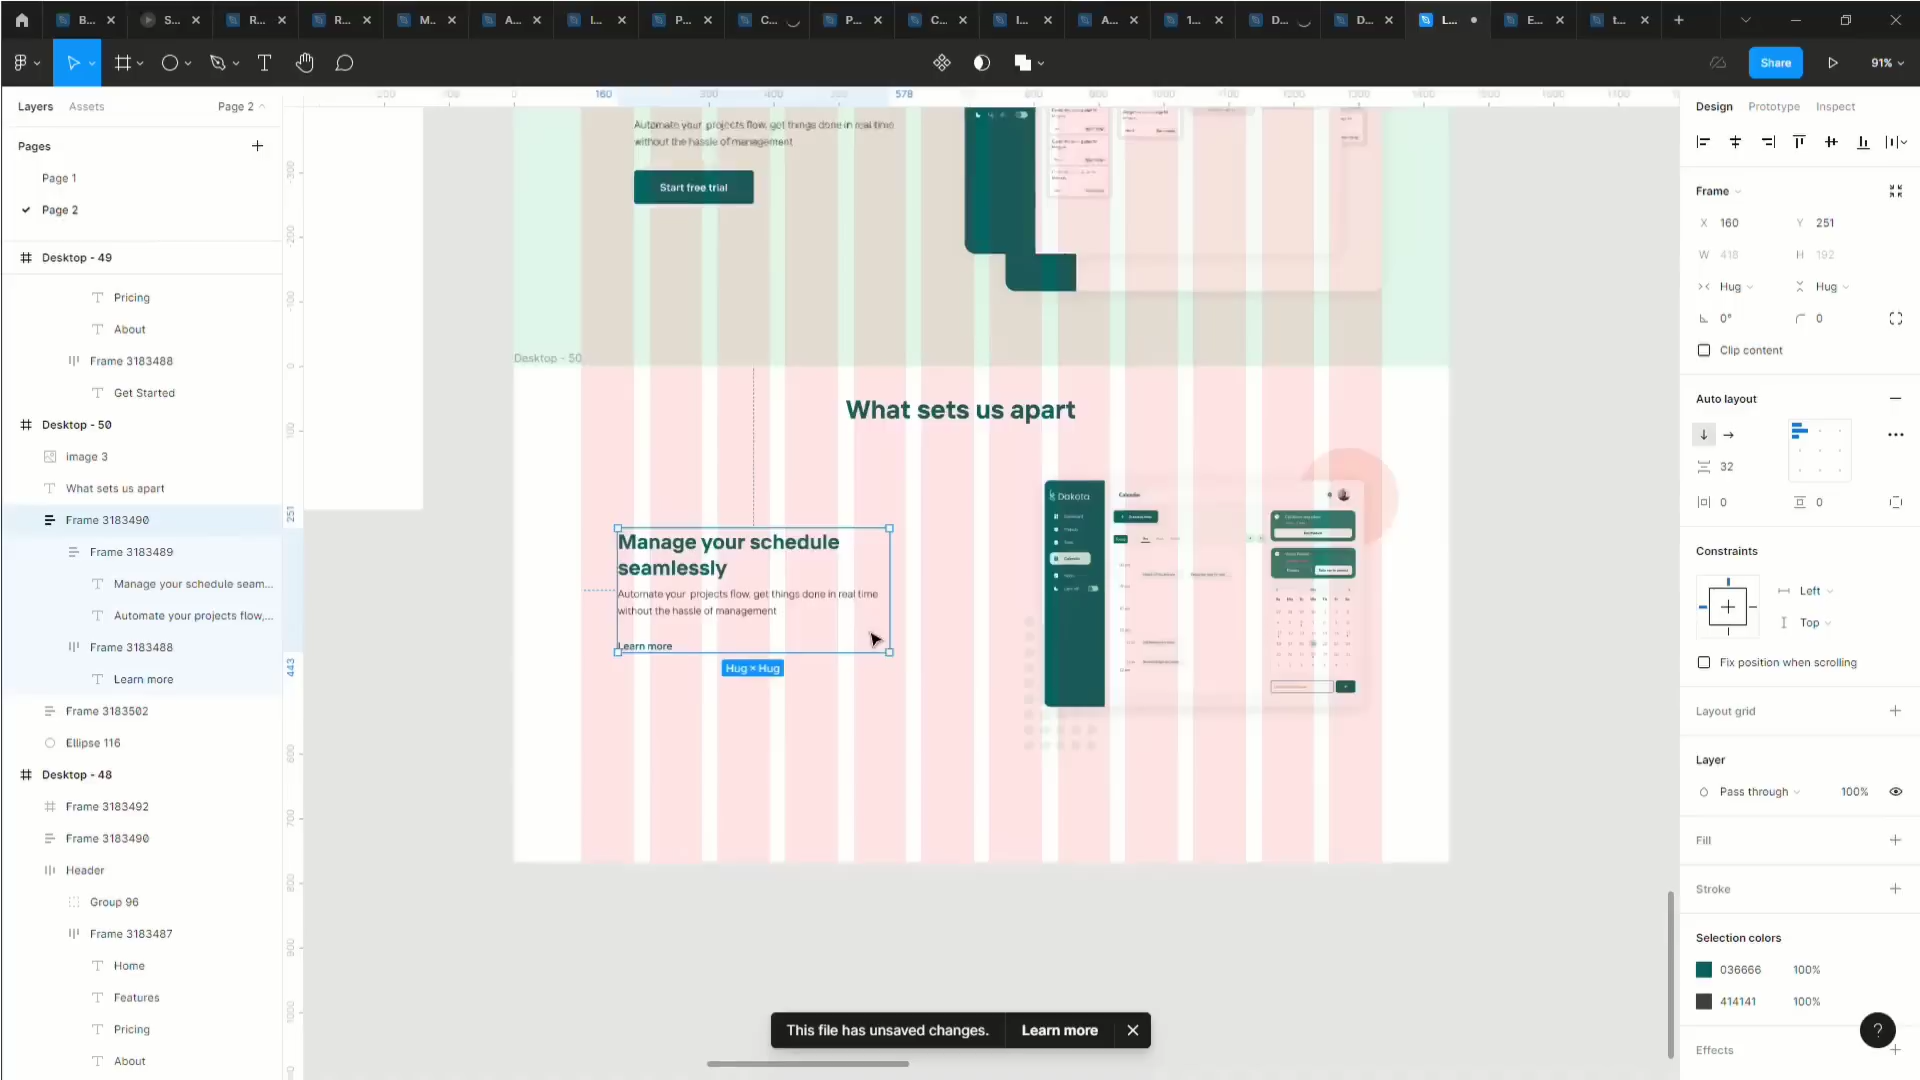 B...
S...
R...
R...
M...
A...
I...
P...
C...
P...
C...
I...
A...
1...
D...
D...
L...
E...
t...
Share
91%
Layers
Assets
Page 2
Pages
Page 1
Page 2
Desktop - 49
Pricing
About
Frame 3183488
Get Started
Desktop - 50
image 3
What sets us apart
Frame 3183490
Frame 3183489
Manage your schedule seam...
Automate your projects flow,...
Frame 3183488
Learn more
Frame 3183502
Ellipse 116
Desktop - 48
Frame 3183492
Frame 3183490
Header
Group 96
Frame 3183487
Home
Features
Pricing
About
160
578
251
443
Automate your projects flow, get things done in real time
without the hassle of management
Start free trial
Desktop - 50
What sets us apart
Manage your schedule
seamlessly
Automate your projects flow, get things done in real time
without the hassle of management
Learn more
Hug × Hug
Dakota
Calendar
This file has unsaved changes.
Learn more
Design
Prototype
Inspect
Frame
X 160
Y 251
W 418
H 192
Hug
Hug
0°
0
Clip content
Auto layout
32
0
0
Constraints
Left
Top
Fix position when scrolling
Layout grid
Layer
Pass through
100%
Fill
Stroke
Selection colors
036666
100%
414141
100%
Effects
?